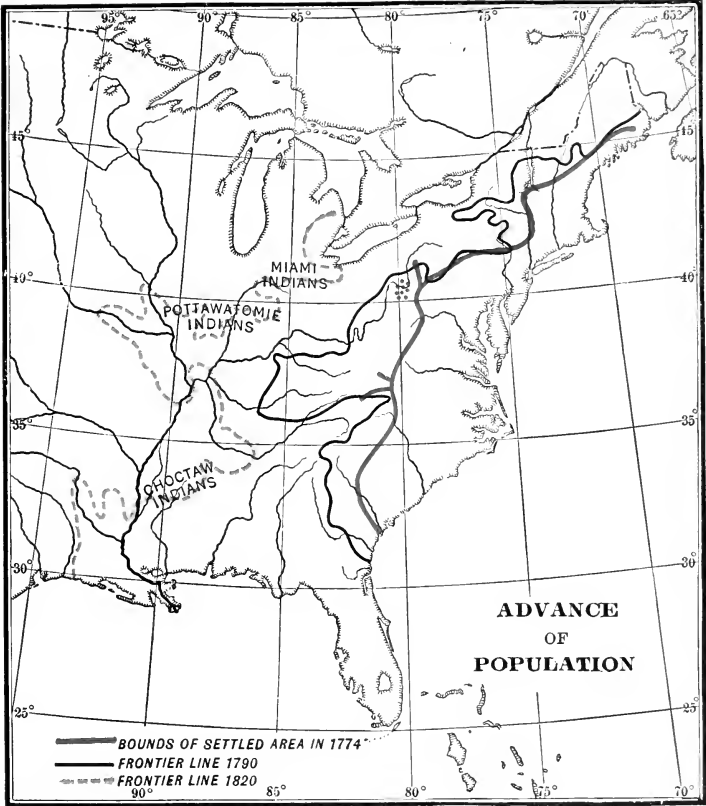 95°
90°
85°
80°
75°
70°
653
45°
45°
MIAMI
INDIANS
40°
40°
POTTAWATOMIE
INDIANS
35°
35°
CHOCTAW
INDIANS
30°
30°
ADVANCE
OF
POPULATION
25°
25°
BOUNDS OF SETTLED AREA IN 1774
FRONTIER LINE 1790
FRONTIER LINE 1820
90°
85°
80°
75°
70°